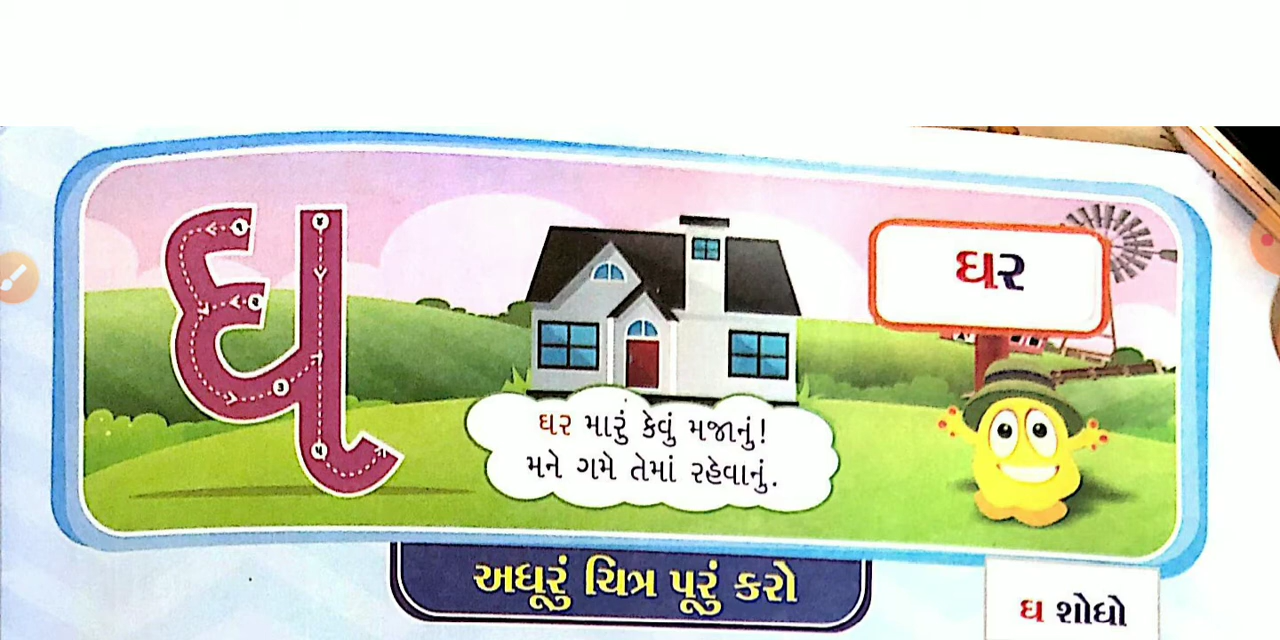 ઘ
ઘર
ઘર મારું કેવું મજાનું!
મને ગમે તેમાં રહેવાનું.
અધૂરું ચિત્ર પૂરું કરો
ઘ શોધો